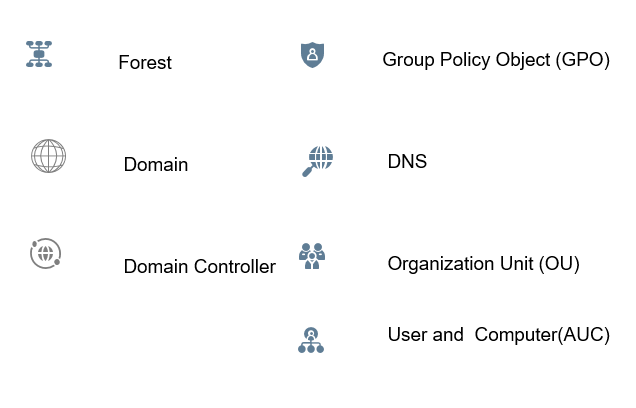 Forest
Group Policy Object (GPO)
Domain
DNS
Domain Controller
Organization Unit (OU)
User and  Computer(AUC)